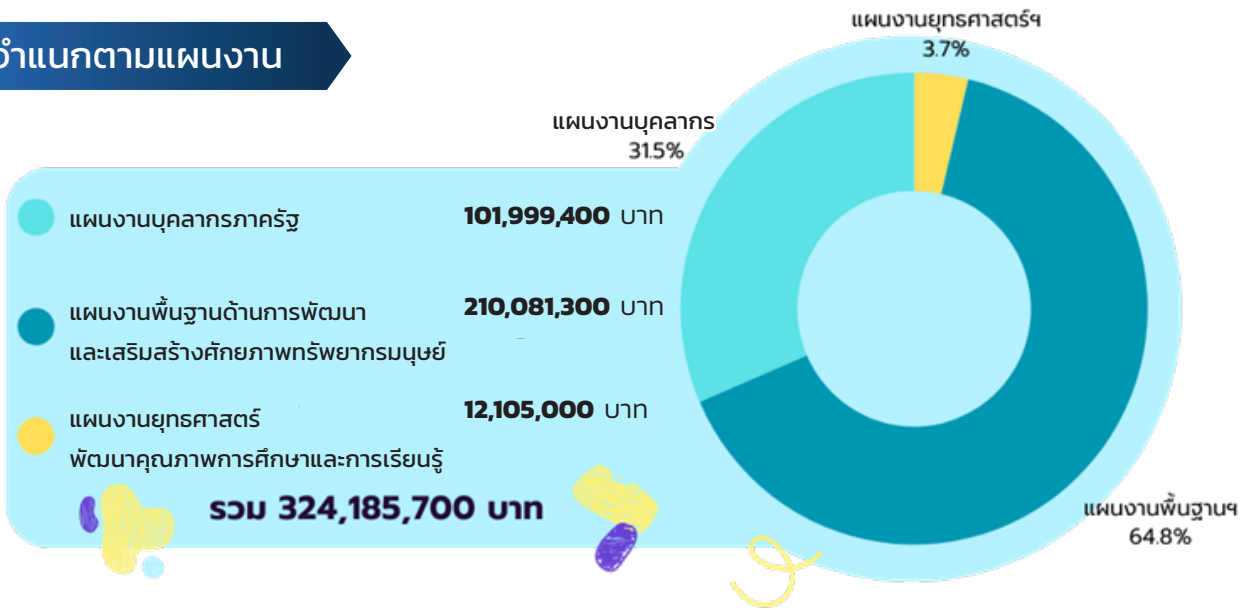 จำแนกตามแผนงาน
แผนงานยุทธศาสตร์ฯ
3.7%
แผนงานบุคลากร
31.5%
แผนงานบุคลากรภาครัฐ 101,999,400 บาท
แผนงานพื้นฐานด้านการพัฒนา 210,081,300 บาท
และเสริมสร้างศักยภาพทรัพยากรมนุษย์
แผนงานยุทธศาสตร์ 12,105,000 บาท
พัฒนาคุณภาพการศึกษาและการเรียนรู้
รวม 324,185,700 บาท
แผนงานพื้นฐานฯ
64.8%